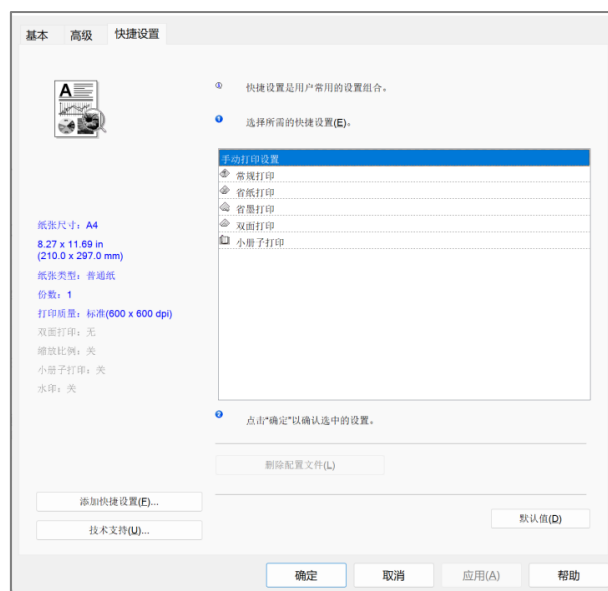 基本 高级 快捷设置
快捷设置是用户常用的设置组合。
选择所需的快捷设置(E)。
手动打印设置
常规打印
省纸打印
省墨打印
双面打印
小册子打印
纸张尺寸：A4
8.27 x 11.69 in
(210.0 x 297.0 mm)
纸张类型：普通纸
份数：1
打印质量：标准(600 x 600 dpi)
双面打印：无
缩放比例：关
小册子打印：关
水印：关
点击“确定”以确认选中的设置。
删除配置文件(L)
添加快捷设置(F)...
技术支持(U)...
默认值(D)
确定 取消 应用(A) 帮助